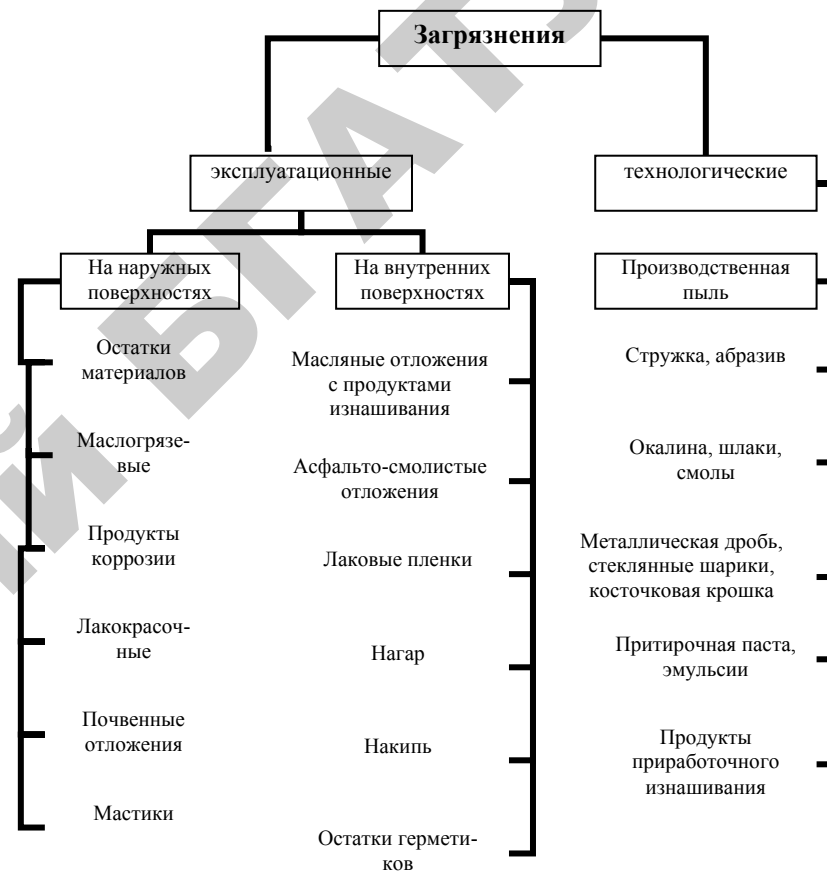 Загрязнения
эксплуатационные
технологические
На наружных
поверхностях
На внутренних
поверхностях
Производственная
пыль
Остатки
материалов
Маслогрязе-
вые
Продукты
коррозии
Лакокрасоч-
ные
Почвенные
отложения
Мастики
Масляные отложения
с продуктами
изнашивания
Асфальто-смолистые
отложения
Лаковые пленки
Нагар
Накипь
Остатки гермети-
ков
Стружка, абразив
Окалина, шлаки,
смолы
Металлическая дробь,
стеклянные шарики,
косточковая крошка
Притирочная паста,
эмульсии
Продукты
приработочного
изнашивания
ий БГАТУ